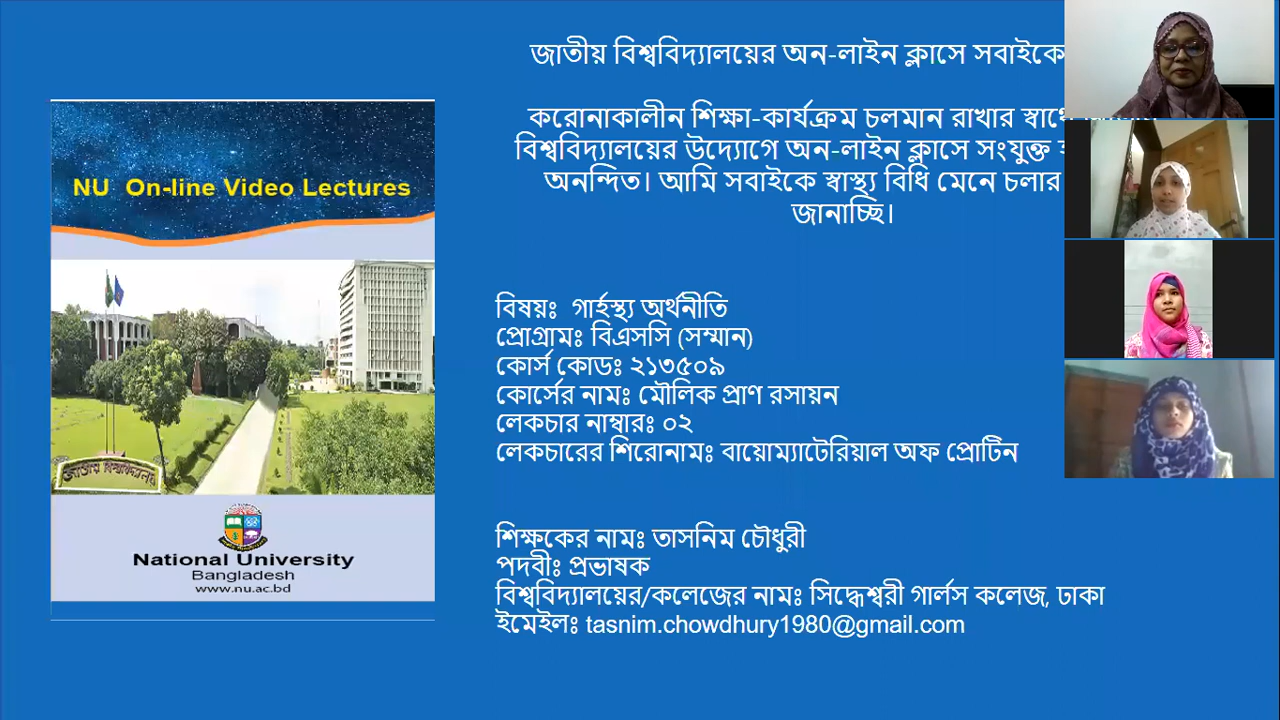 জাতীয় বিশ্ববিদ্যালয়ের অন-লাইন ক্লাসে সবাইকে
করোনাকালীন শিক্ষা-কার্যক্রম চলমান রাখার স্বার্থে
বিশ্ববিদ্যালয়ের উদ্যোগে অন-লাইন ক্লাসে সংযুক্ত
অনন্দিত। আমি সবাইকে স্বাস্থ্য বিধি মেনে চলার
জানাচ্ছি।
NU On-line Video Lectures
জাতীয় বিশ্ববিদ্যালয়
National University
Bangladesh
www.nu.ac.bd
বিষয়ঃ গার্হস্থ্য অর্থনীতি
প্রোগ্রামঃ বিএসসি (সম্মান)
কোর্স কোডঃ ২১৩৫০৯
কোর্সের নামঃ মৌলিক প্রাণ রসায়ন
লেকচার নাম্বারঃ ০২
লেকচারের শিরোনামঃ বায়োম্যাটেরিয়াল অফ প্রোটিন
শিক্ষকের নামঃ তাসনিম চৌধুরী
পদবীঃ প্রভাষক
বিশ্ববিদ্যালয়ের/কলেজের নামঃ সিদ্ধেশ্বরী গার্লস কলেজ, ঢাকা
ইমেইলঃ tasnim.chowdhury1980@gmail.com